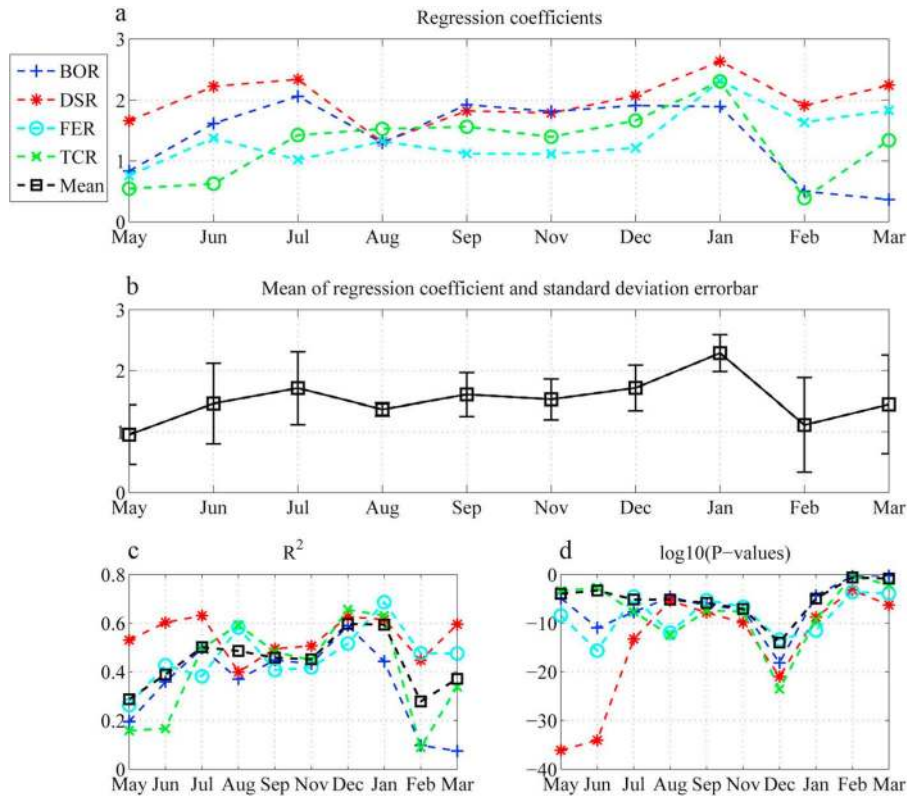 a
Regression coefficients
BOR
DSR
FER
TCR
Mean
3
2
1
0
May Jun Jul Aug Sep Nov Dec Jan Feb Mar
b
Mean of regression coefficient and standard deviation errorbar
3
2
1
0
May Jun Jul Aug Sep Nov Dec Jan Feb Mar
c
R²
0.8
0.6
0.4
0.2
0
May Jun Jul Aug Sep Nov Dec Jan Feb Mar
d
log10(P−values)
0
−10
−20
−30
−40
May Jun Jul Aug Sep Nov Dec Jan Feb Mar